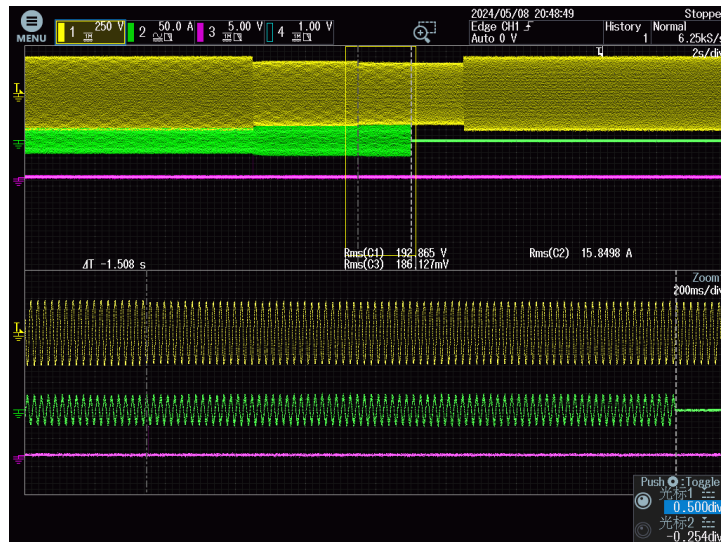 2024/05/08 20:48:49
Stoppe
MENU
1 250 V
2 50.0 A
3 5.00 V
4 1.00 V
Edge CH1
Auto 0 V
History
1
Normal
6.25kS/s
2s/div
ΔT -1.508 s
Rms(C1) 192.865 V
Rms(C2) 15.8498 A
Rms(C3) 186.127mV
Zoom1
200ms/div
Push :Toggle
光标1
0.500div
光标2
-0.254div